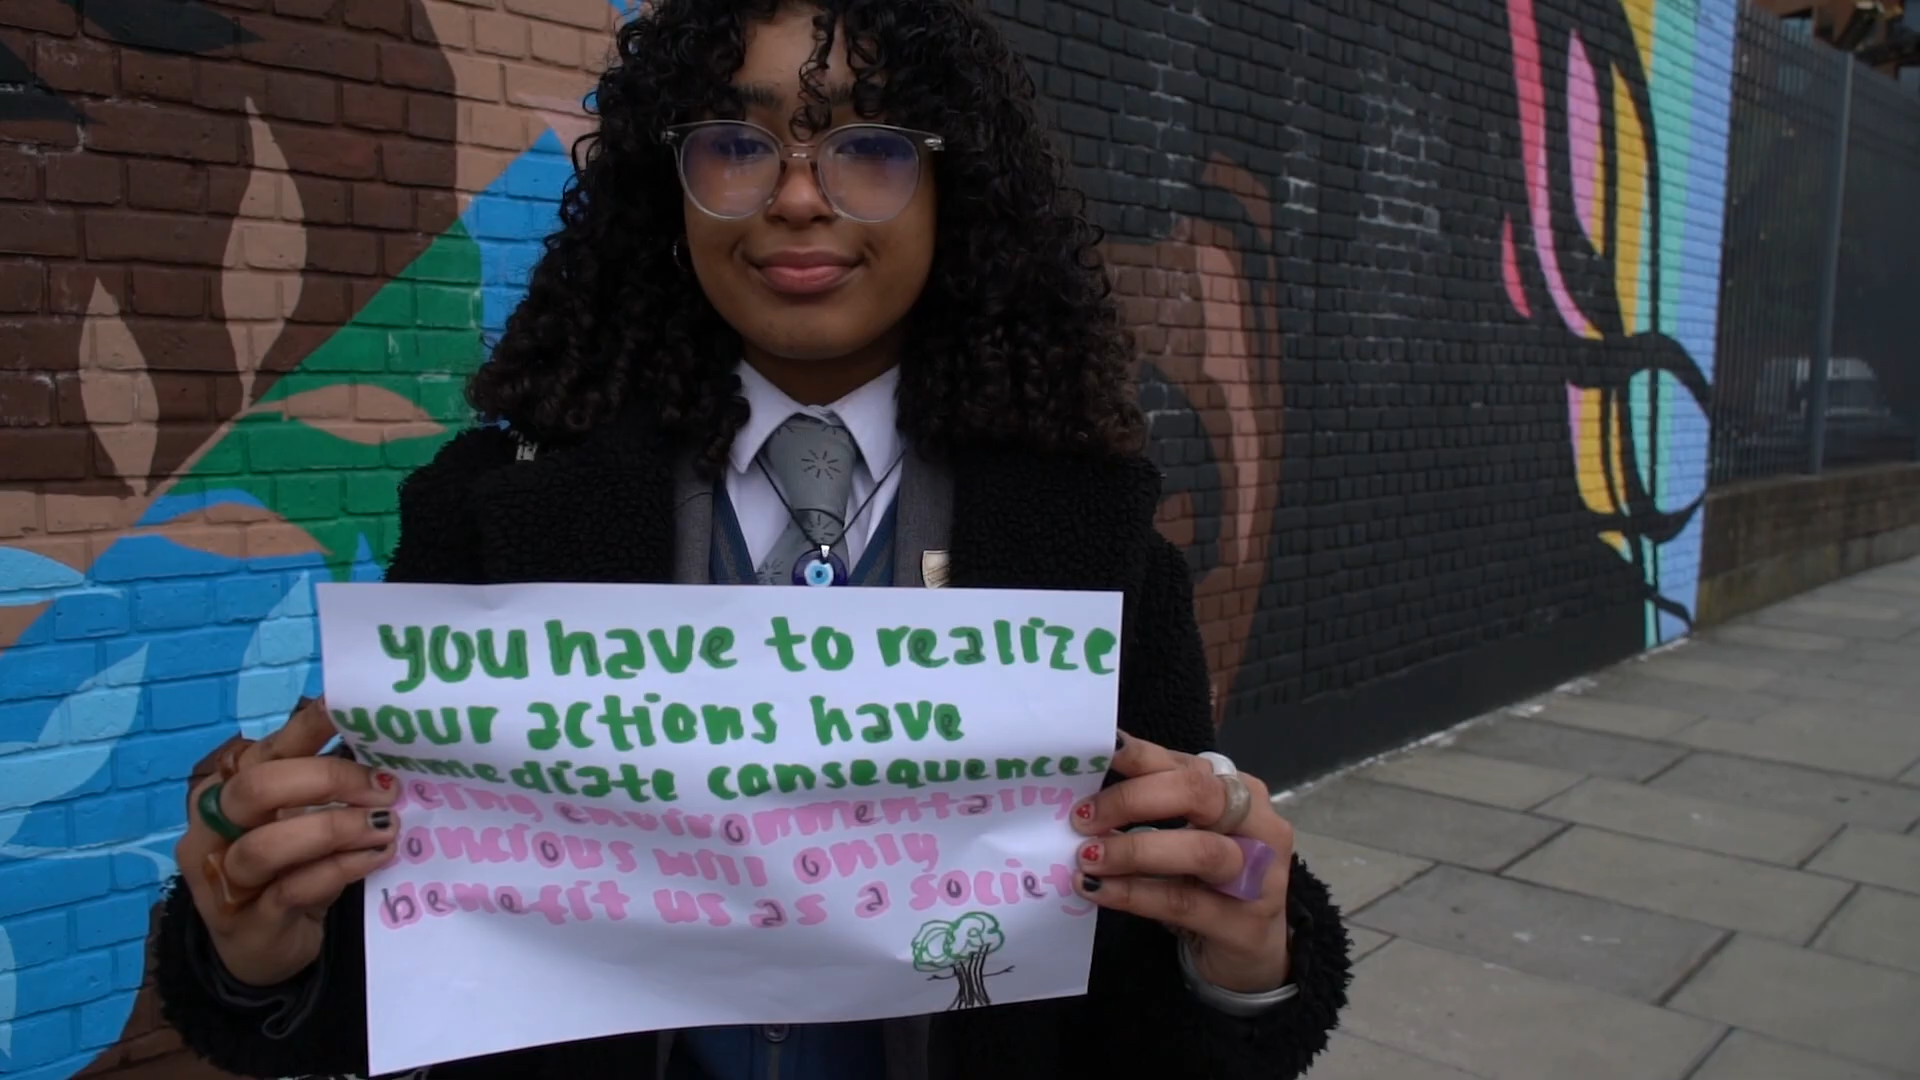 you have to realize
your actions have
immediate consequences
being environmentally
concious will only
benefit us as a society